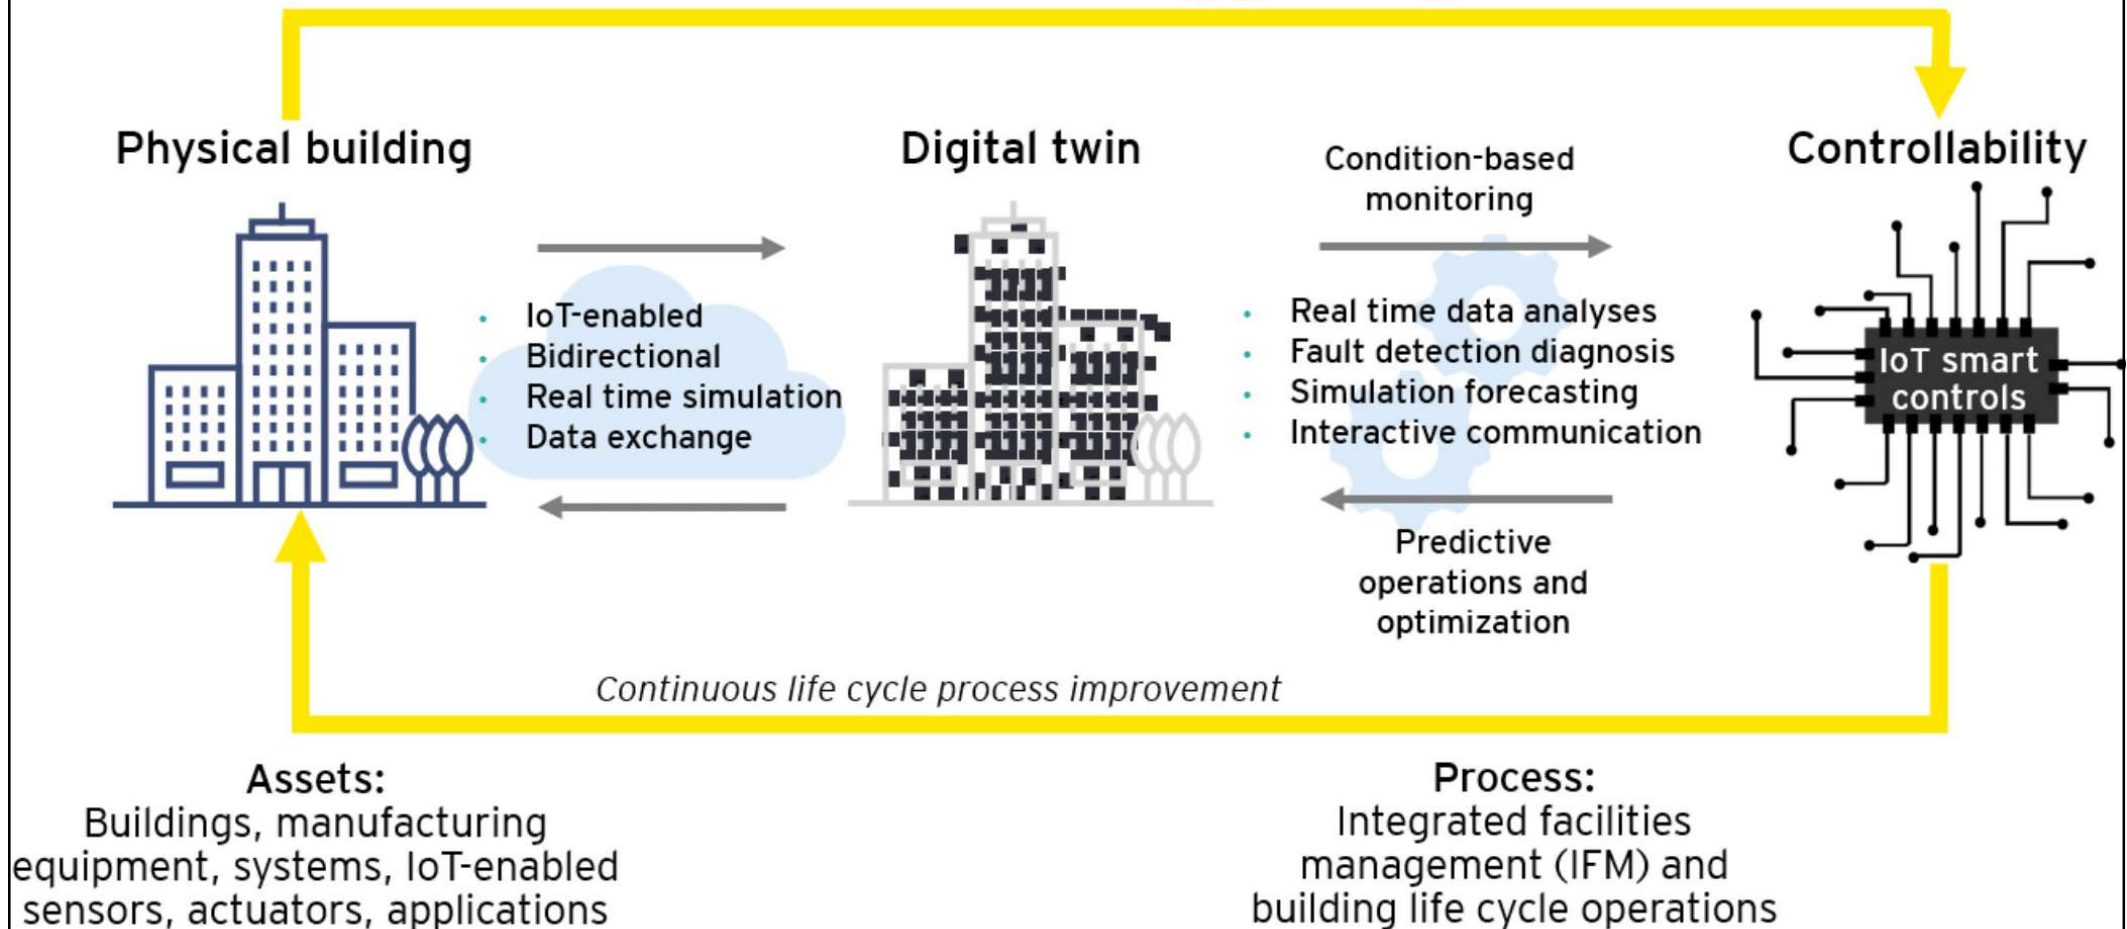 Physical building
Digital twin
Condition-based
monitoring
Controllability
IoT-enabled
Bidirectional
Real time simulation
Data exchange
Real time data analyses
Fault detection diagnosis
Simulation forecasting
Interactive communication
IoT smart
controls
Predictive
operations and
optimization
Continuous life cycle process improvement
Assets:
Buildings, manufacturing
equipment, systems, IoT-enabled
sensors, actuators, applications
Process:
Integrated facilities
management (IFM) and
building life cycle operations